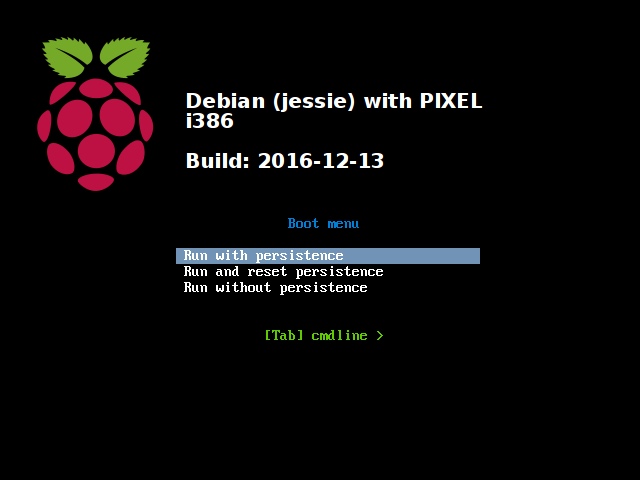 Debian (jessie) with PIXEL
i386
Build: 2016-12-13
Boot menu
Run with persistence
Run and reset persistence
Run without persistence
[Tab] cmdline >